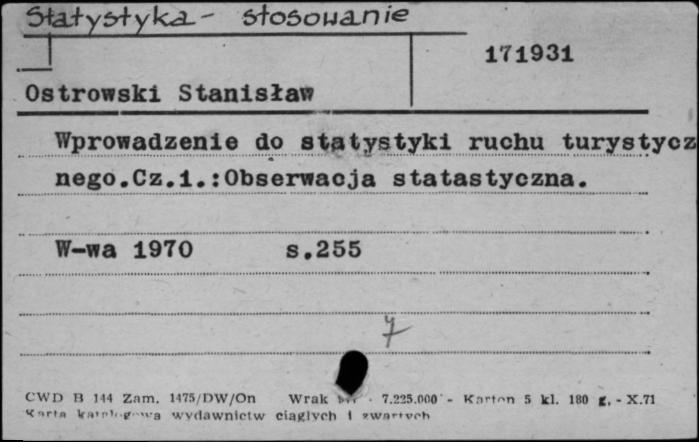 Statystyka - stosowanie
171931
Ostrowski Stanisław
Wprowadzenie do statystyki ruchu turystycz
nego.Cz.1.:Obserwacja statastyczna.
W-wa 1970 s.255
7
CWD B 144 Zam. 1475/DW/On Wrak 7.225.000 - Karton 5 kl. 180 g. - X.71
Karta katalogowa wydawnictw ciągłych i zwartych